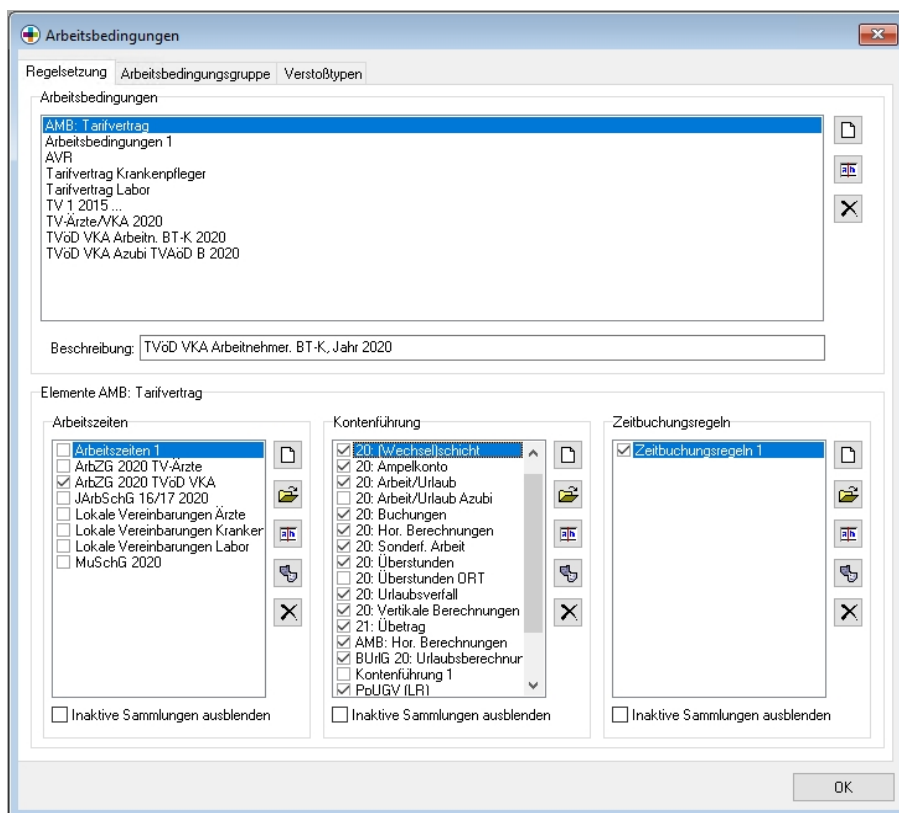 Arbeitsbedingungen
Regelsetzung Arbeitsbedingungsgruppe Verstoßtypen
Arbeitsbedingungen
AMB: Tarifvertrag
Arbeitsbedingungen 1
AVR
Tarifvertrag Krankenpfleger
Tarifvertrag Labor
TV 1 2015 ...
TV-Ärzte/VKA 2020
TVöD VKA Arbeitn. BT-K 2020
TVöD VKA Azubi TVAöD B 2020
Beschreibung: TVöD VKA Arbeitnehmer. BT-K, Jahr 2020
Elemente AMB: Tarifvertrag
Arbeitszeiten
Arbeitszeiten 1
ArbZG 2020 TV-Ärzte
ArbZG 2020 TVöD VKA
JArbSchG 16/17 2020
Lokale Vereinbarungen Ärzte
Lokale Vereinbarungen Kranken
Lokale Vereinbarungen Labor
MuSchG 2020
Inaktive Sammlungen ausblenden
Kontenführung
20: (Wechsel)schicht
20: Ampelkonto
20: Arbeit/Urlaub
20: Arbeit/Urlaub Azubi
20: Buchungen
20: Hor. Berechnungen
20: Sonderf. Arbeit
20: Überstunden
20: Überstunden ORT
20: Urlaubsverfall
20: Vertikale Berechnungen
21: Übetrag
AMB: Hor. Berechnungen
BUrlG 20: Urlaubsberechnur
Kontenführung 1
PpUGV (LR)
Inaktive Sammlungen ausblenden
Zeitbuchungsregeln
Zeitbuchungsregeln 1
Inaktive Sammlungen ausblenden
OK